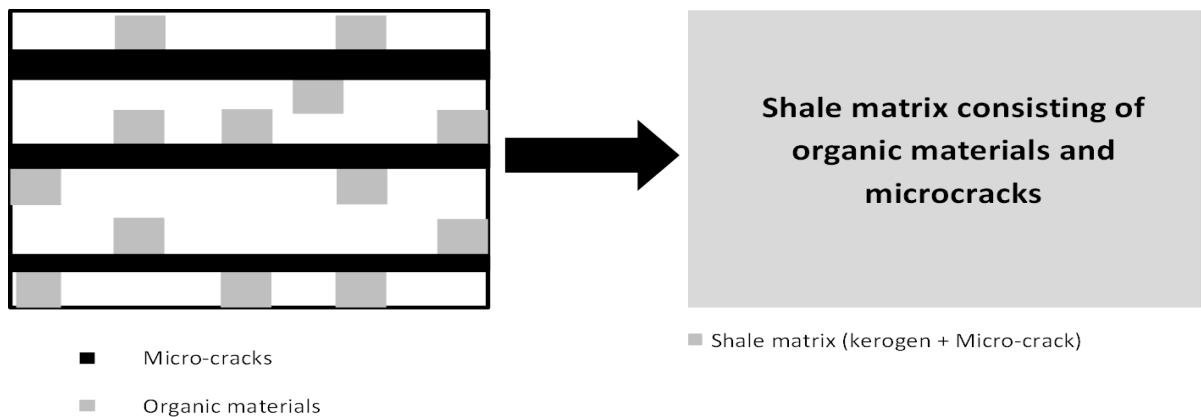 Shale matrix consisting of
organic materials and
microcracks
Shale matrix (kerogen + Micro-crack)
Micro-cracks
Organic materials